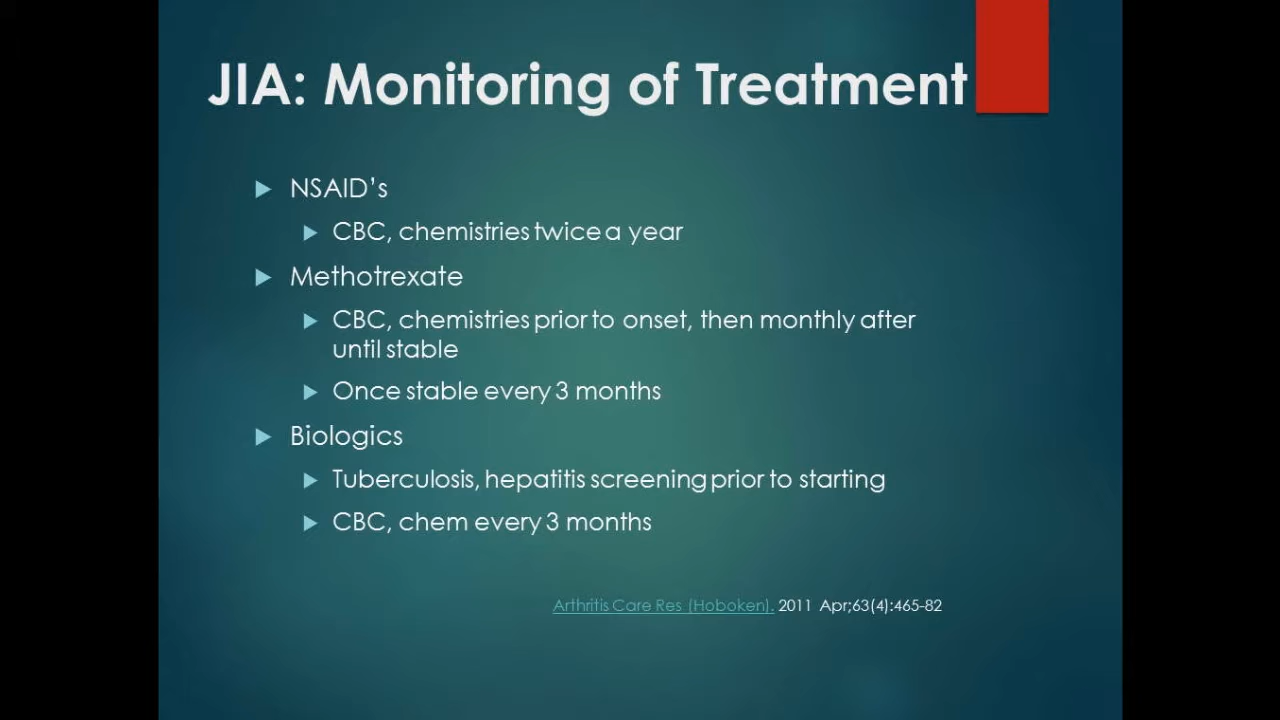 JIA: Monitoring of Treatment
NSAID's
CBC, chemistries twice a year
Methotrexate
CBC, chemistries prior to onset, then monthly after
until stable
Once stable every 3 months
Biologics
Tuberculosis, hepatitis screening prior to starting
CBC, chem every 3 months
Arthritis Care Res (Hoboken). 2011 Apr;63(4):465-82